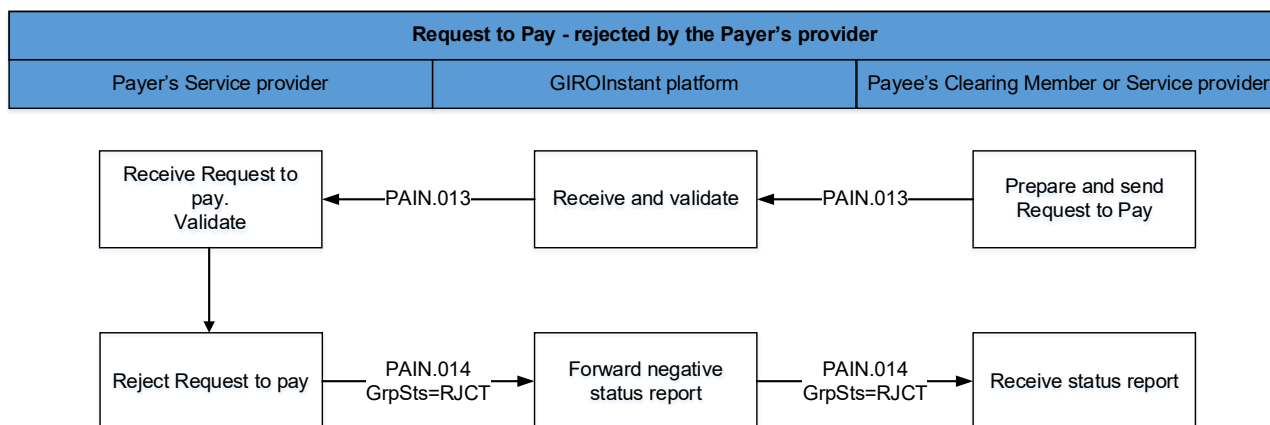 Request to Pay - rejected by the Payer's provider
Payer's Service provider
GIROInstant platform
Payee's Clearing Member or Service provider
Receive Request to
pay.
Validate
PAIN.013
Receive and validate
PAIN.013
Prepare and send
Request to Pay
Reject Request to pay
PAIN.014
GrpSts=RJCT
Forward negative
status report
PAIN.014
GrpSts=RJCT
Receive status report